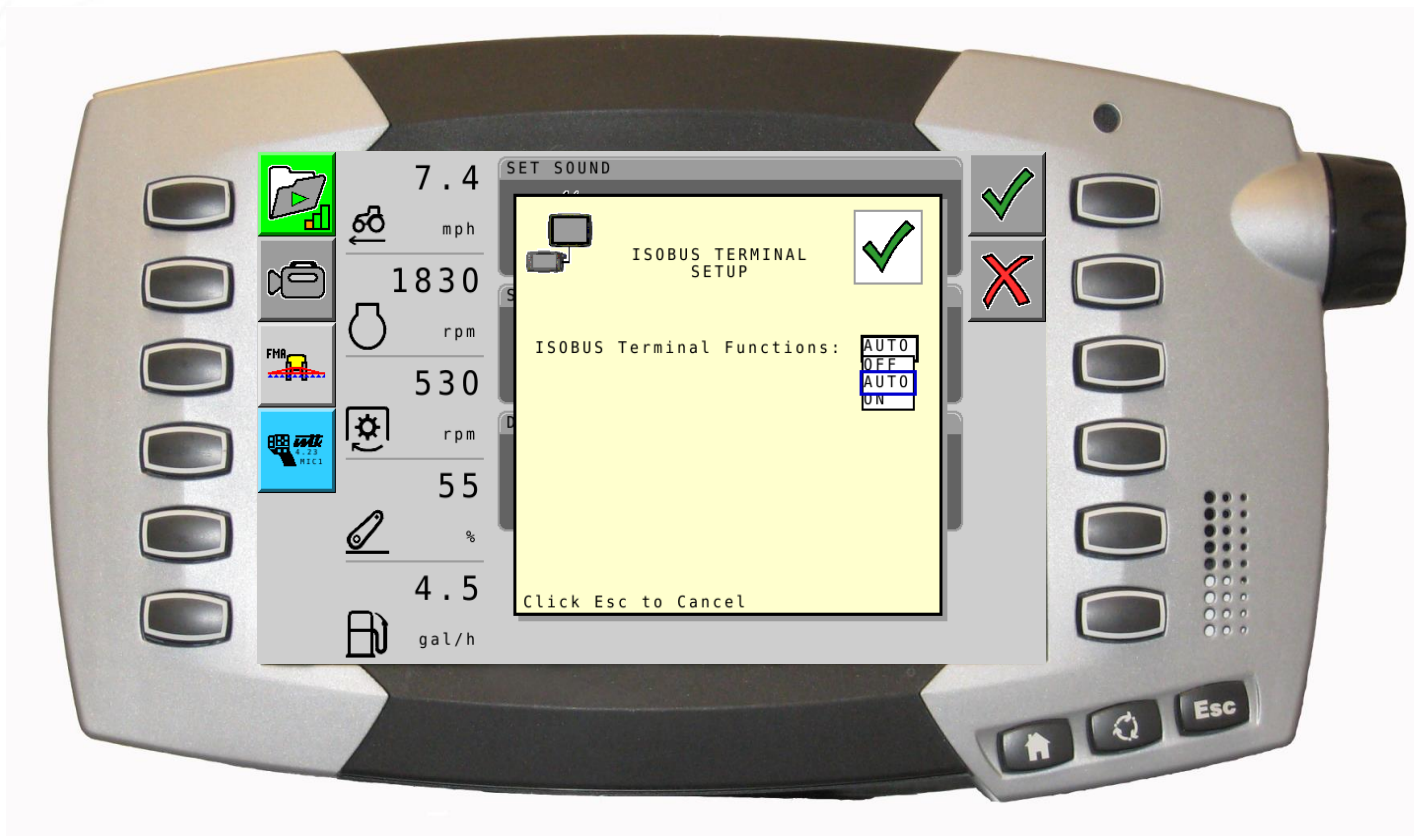 7.4
mph
1830
rpm
530
rpm
55
%
4.5
gal/h
FMA
wtk
4.23
MIC1
SET SOUND
S
D
ISOBUS TERMINAL
SETUP
ISOBUS Terminal Functions:
AUTO
OFF
AUTO
ON
Click Esc to Cancel
Esc